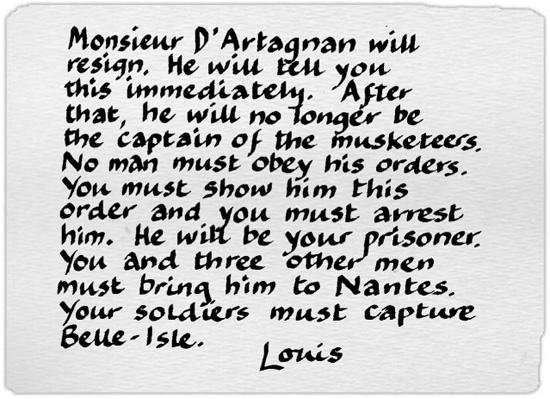 Monsieur D'Artagnan will
resign. He will tell you
this immediately. After
that, he will no longer be
the captain of the musketeers.
No man must obey his orders.
You must show him this
order and you must arrest
him. He will be your prisoner.
You and three other men
must bring him to Nantes.
Your soldiers must capture
Belle-Isle.
Louis